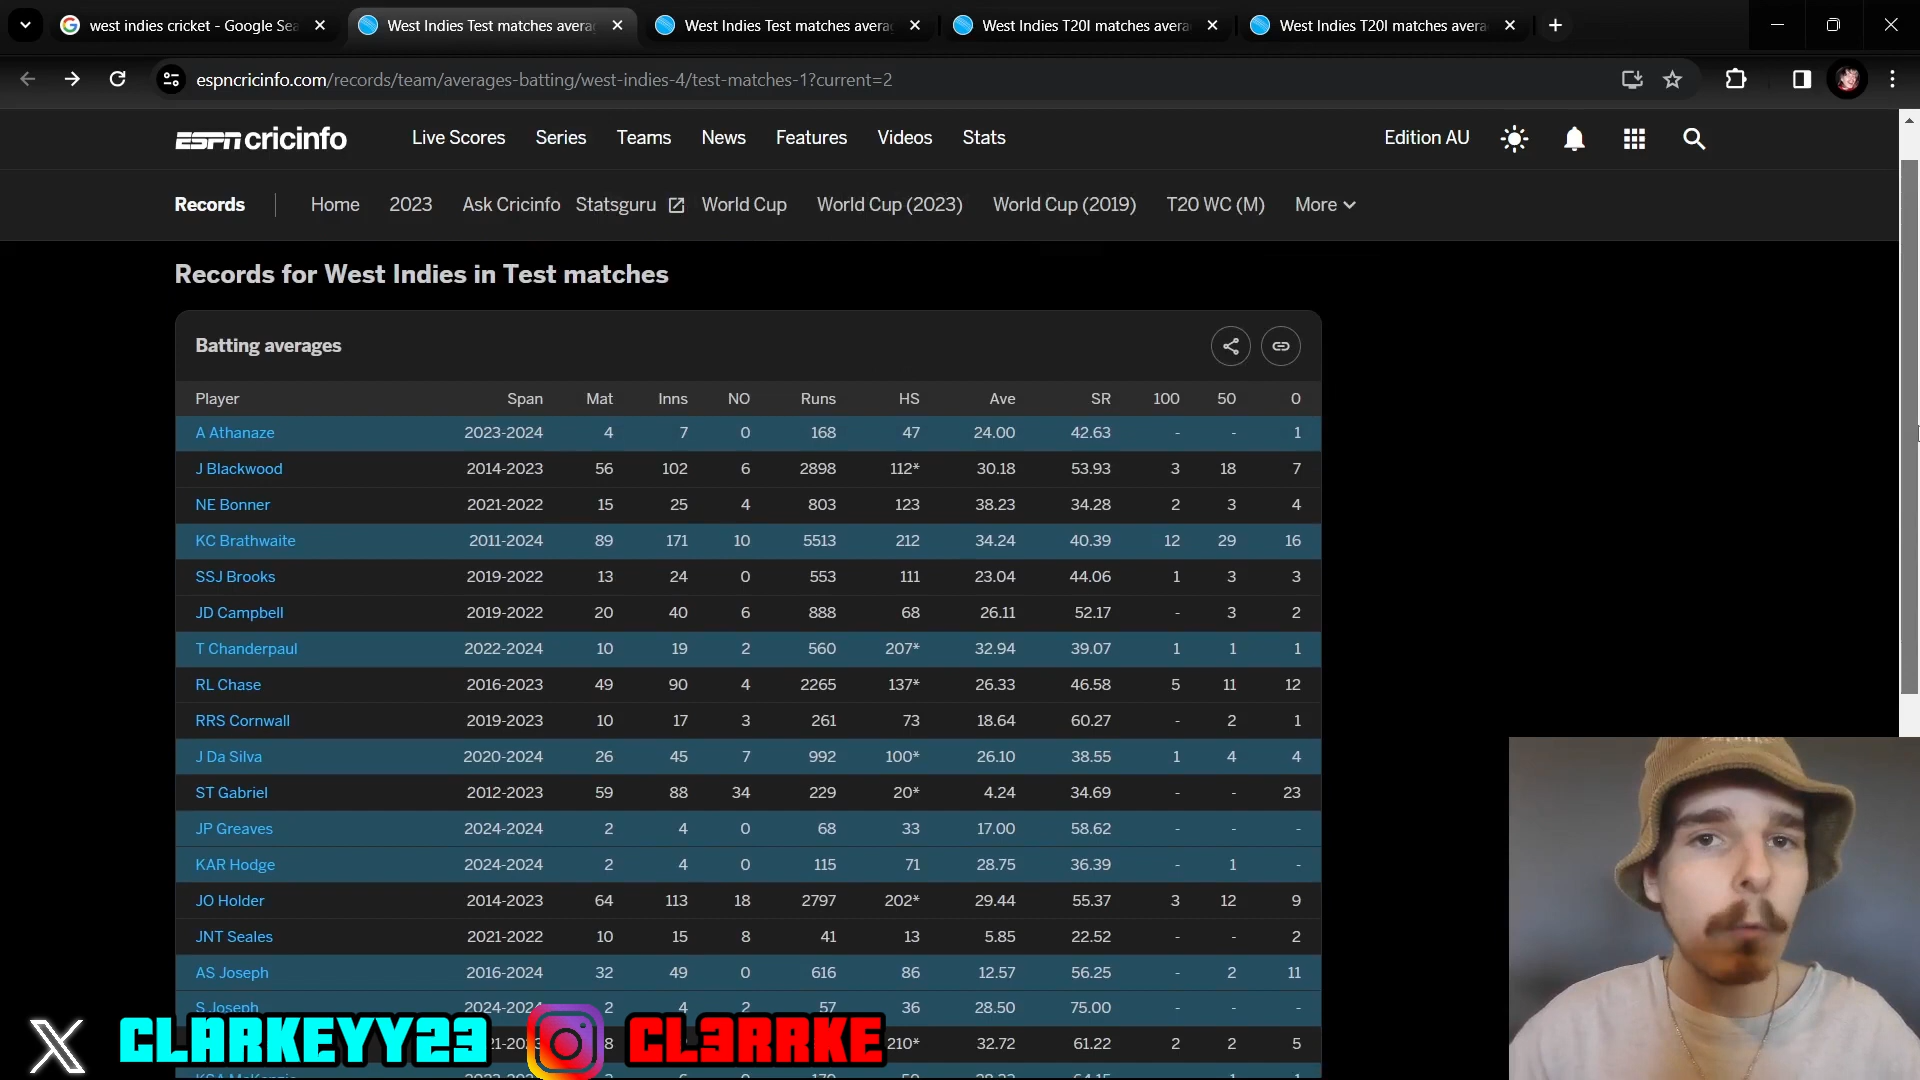 west indies cricket - Google Sea
West Indies Test matches avera
West Indies Test matches avera
West Indies T20I matches avera
West Indies T20I matches avera
espncricinfo.com/records/team/averages-batting/west-indies-4/test-matches-1?current=2
ESPN cricinfo Live Scores Series Teams News Features Videos Stats Edition AU
Records Home 2023 Ask Cricinfo Statsguru World Cup World Cup (2023) World Cup (2019) T20 WC (M) More
Records for West Indies in Test matches
Batting averages
Player Span Mat Inns NO Runs HS Ave SR 100 50 0
A Athanaze 2023-2024 4 7 0 168 47 24.00 42.63 - - 1
J Blackwood 2014-2023 56 102 6 2898 112* 30.18 53.93 3 18 7
NE Bonner 2021-2022 15 25 4 803 123 38.23 34.28 2 3 4
KC Brathwaite 2011-2024 89 171 10 5513 212 34.24 40.39 12 29 16
SSJ Brooks 2019-2022 13 24 0 553 111 23.04 44.06 1 3 3
JD Campbell 2019-2022 20 40 6 888 68 26.11 52.17 - 3 2
T Chanderpaul 2022-2024 10 19 2 560 207* 32.94 39.07 1 1 1
RL Chase 2016-2023 49 90 4 2265 137* 26.33 46.58 5 11 12
RRS Cornwall 2019-2023 10 17 3 261 73 18.64 60.27 - 2 1
J Da Silva 2020-2024 26 45 7 992 100* 26.10 38.55 1 4 4
ST Gabriel 2012-2023 59 88 34 229 20* 4.24 34.69 - - 23
JP Greaves 2024-2024 2 4 0 68 33 17.00 58.62 - - -
KAR Hodge 2024-2024 2 4 0 115 71 28.75 36.39 - 1 -
JO Holder 2014-2023 64 113 18 2797 202* 29.44 55.37 3 12 9
JNT Seales 2021-2022 10 15 8 41 13 5.85 22.52 - - 2
AS Joseph 2016-2024 32 49 0 616 86 12.57 56.25 - 2 11
S Joseph 2024-2024 2 4 2 57 36 28.50 75.00 - - -
210* 32.72 61.22 2 2 5
CLARKEYY23 CL3RRKE